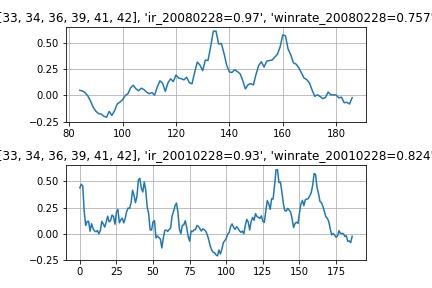 [33, 34, 36, 39, 41, 42], 'ir_20080228=0.97', 'winrate_20080228=0.757'
0.50
0.25
0.00
−0.25
80 100 120 140 160 180
[33, 34, 36, 39, 41, 42], 'ir_20010228=0.93', 'winrate_20010228=0.824'
0.50
0.25
0.00
−0.25
0 25 50 75 100 125 150 175